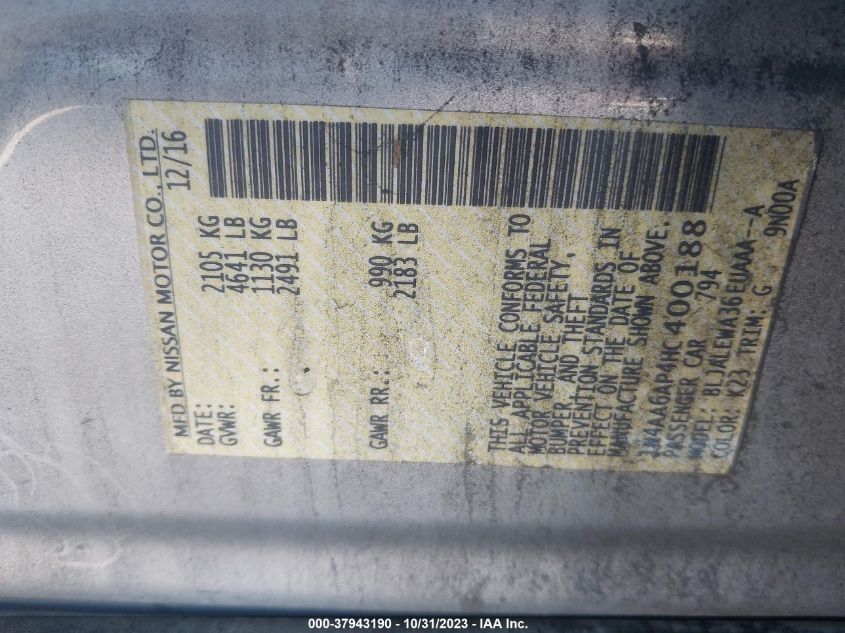 MFD BY NISSAN MOTOR CO., LTD.
DATE: 12/16
GVWR: 2105 KG
4641 LB
GAWR FR.: 1130 KG
2491 LB
GAWR RR.: 990 KG
2183 LB
THIS VEHICLE CONFORMS TO
ALL APPLICABLE FEDERAL
MOTOR VEHICLE SAFETY,
BUMPER, AND THEFT
PREVENTION STANDARDS IN
EFFECT ON THE DATE OF
MANUFACTURE SHOWN ABOVE.
1N4AA6AP4HC400188
PASSENGER CAR 794
MODEL: BLJALEWA36EUAAA--A
COLOR: K23 TRIM: G 9N00A
000-37943190 - 10/31/2023 - IAA Inc.